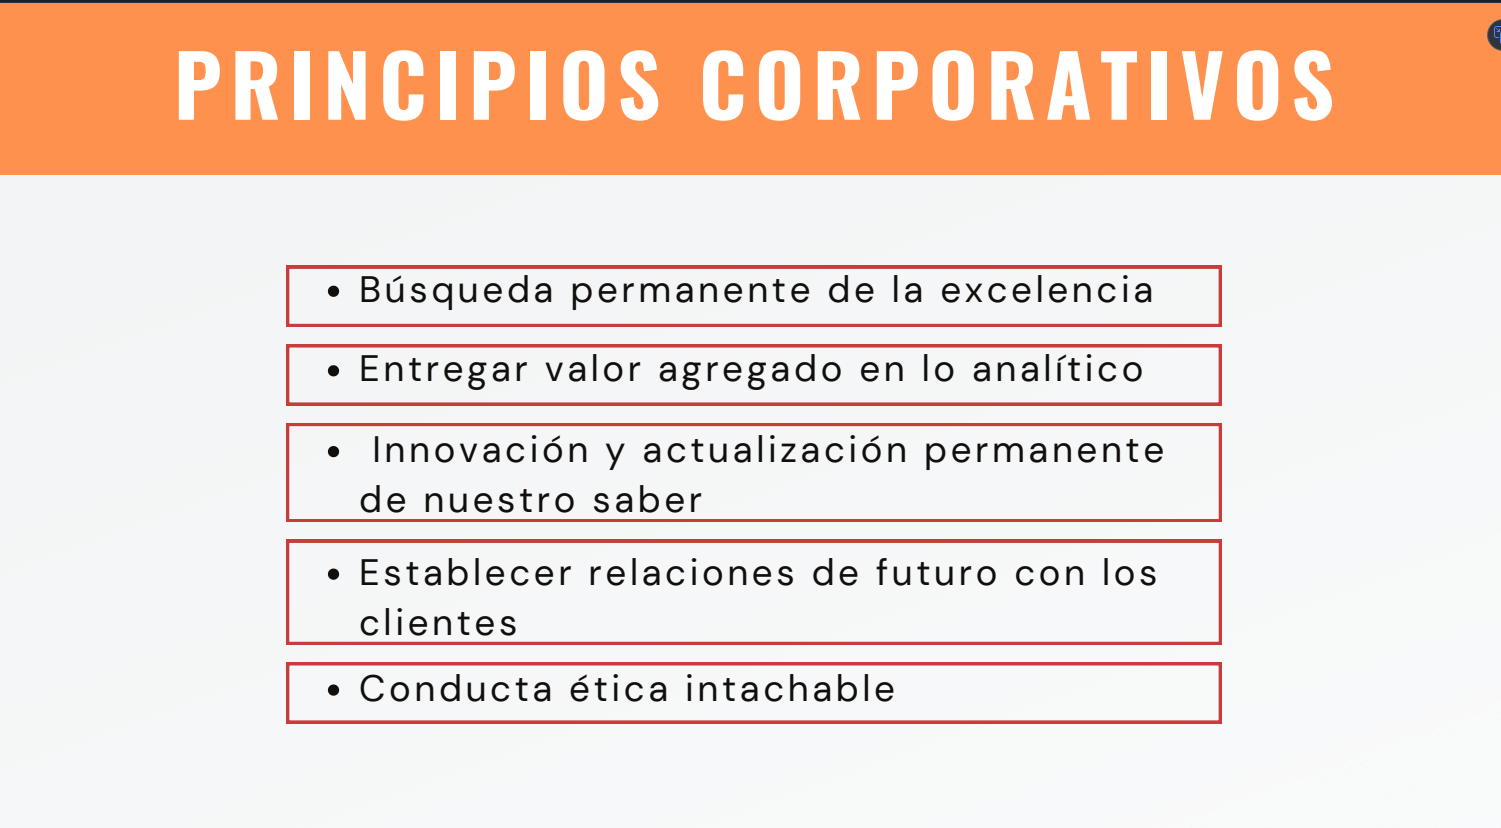 PRINCIPIOS CORPORATIVOS
• Búsqueda permanente de la excelencia
• Entregar valor agregado en lo analítico
• Innovación y actualización permanente
de nuestro saber
• Establecer relaciones de futuro con los
clientes
• Conducta ética intachable